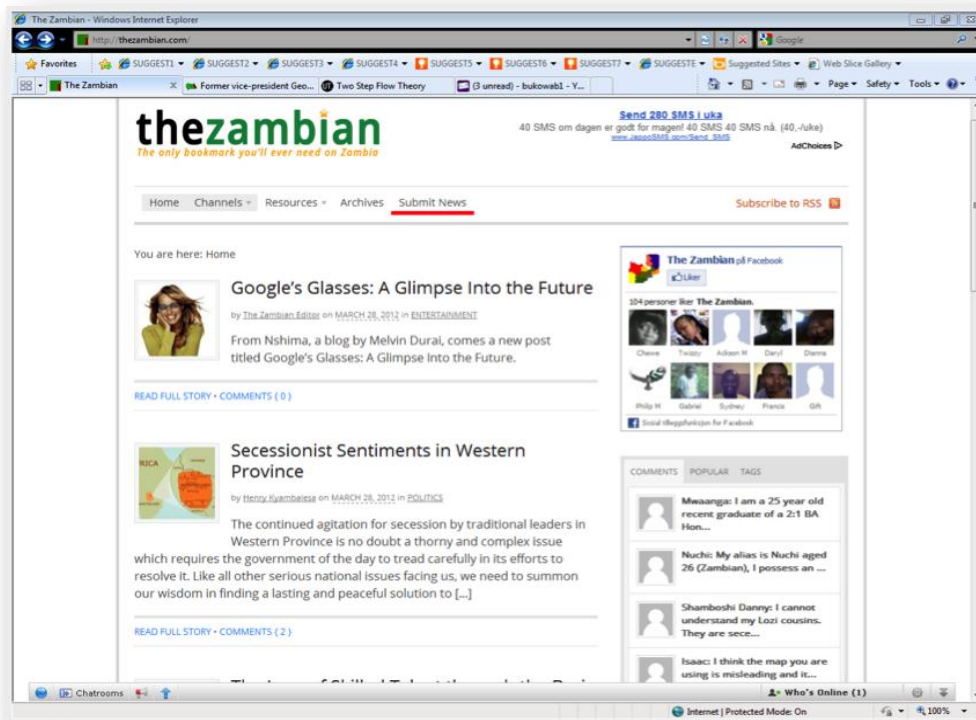 The Zambian - Windows Internet Explorer
http://thezambian.com/
Google
Favorites SUGGEST1 SUGGEST2 SUGGEST3 SUGGEST4 SUGGEST5 SUGGEST6 SUGGEST7 SUGGESTE Suggested Sites Web Slice Gallery
The Zambian x Former vice-president Geo... Two Step Flow Theory (3 unread) - bukowab1 - Y... Page Safety Tools
thezambian
The only bookmark you'll ever need on Zambia
Send 280 SMS i uka
40 SMS om dagen er godt for magen! 40 SMS 40 SMS nå. (40,-/uke)
www.JappoSMS.com/Send_SMS
AdChoices
Home Channels Resources Archives Submit News Subscribe to RSS
You are here: Home
Google's Glasses: A Glimpse Into the Future
by The Zambian Editor on MARCH 28, 2012 in ENTERTAINMENT
From Nshima, a blog by Melvin Durai, comes a new post
titled Google's Glasses: A Glimpse Into the Future.
READ FULL STORY • COMMENTS ( 0 )
RICA
Secessionist Sentiments in Western
Province
by Henry Kyambalesa on MARCH 28, 2012 in POLITICS
The continued agitation for secession by traditional leaders in
Western Province is no doubt a thorny and complex issue
which requires the government of the day to tread carefully in its efforts to
resolve it. Like all other serious national issues facing us, we need to summon
our wisdom in finding a lasting and peaceful solution to [...]
READ FULL STORY • COMMENTS ( 2 )
The Zambian på Facebook
Liker
104 personer liker The Zambian.
Chewe Twizzy Adkson M Daryl Dianna
Philip M Gabriel Sydney Francis Gift
Sosial tilleggsfunksjon for Facebook
COMMENTS POPULAR TAGS
Mwaanga: I am a 25 year old
recent graduate of a 2:1 BA
Hon...
Nuchi: My alias is Nuchi aged
26 (Zambian), I possess an ...
Shamboshi Danny: I cannot
understand my Lozi cousins.
They are sece...
Isaac: I think the map you are
using is misleading and it...
Chatrooms Who's Online (1)
Internet | Protected Mode: On 100%